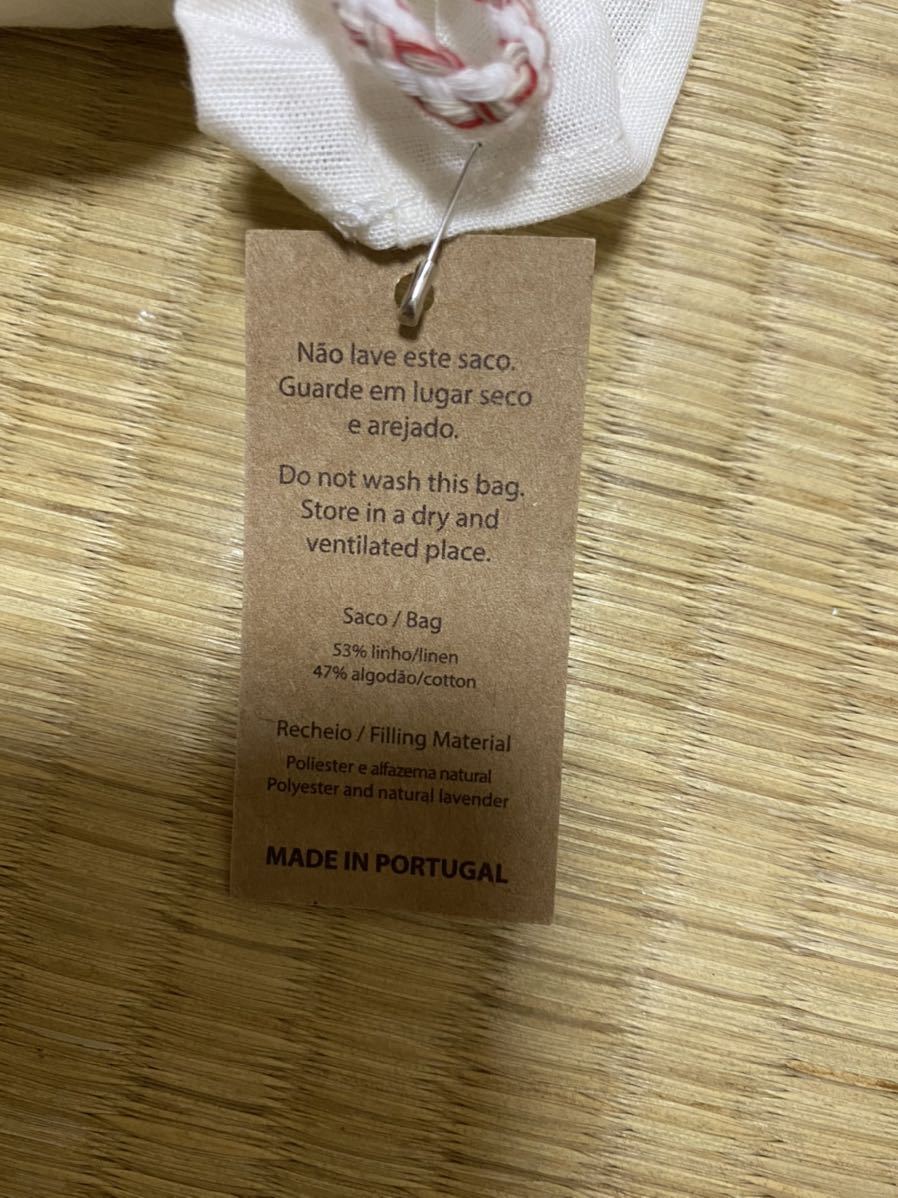 Não lave este saco.
Guarde em lugar seco
e arejado.
Do not wash this bag.
Store in a dry and
ventilated place.
Saco / Bag
53% linho/linen
47% algodão/cotton
Recheio / Filling Material
Poliester e alfazema natural
Polyester and natural lavender
MADE IN PORTUGAL